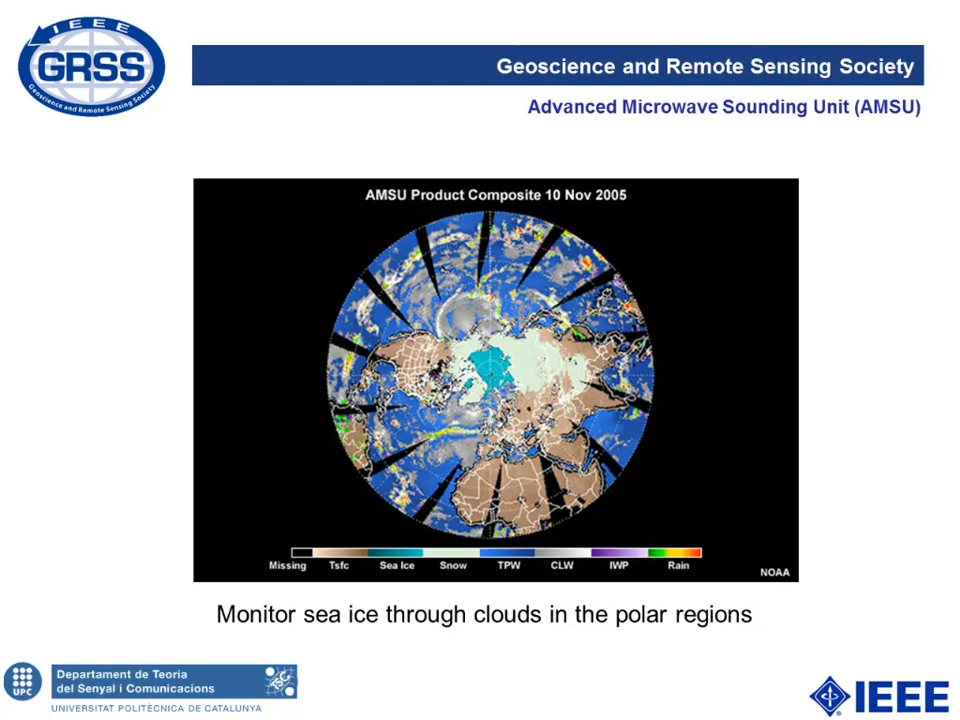 IEEE
GRSS
Geoscience and Remote Sensing Society
Geoscience and Remote Sensing Society
Advanced Microwave Sounding Unit (AMSU)
AMSU Product Composite 10 Nov 2005
Missing Tsfc Sea Ice Snow TPW CLW IWP Rain
NOAA
Monitor sea ice through clouds in the polar regions
UPC
Departament de Teoria
del Senyal i Comunicacions
UNIVERSITAT POLITÈCNICA DE CATALUNYA
IEEE